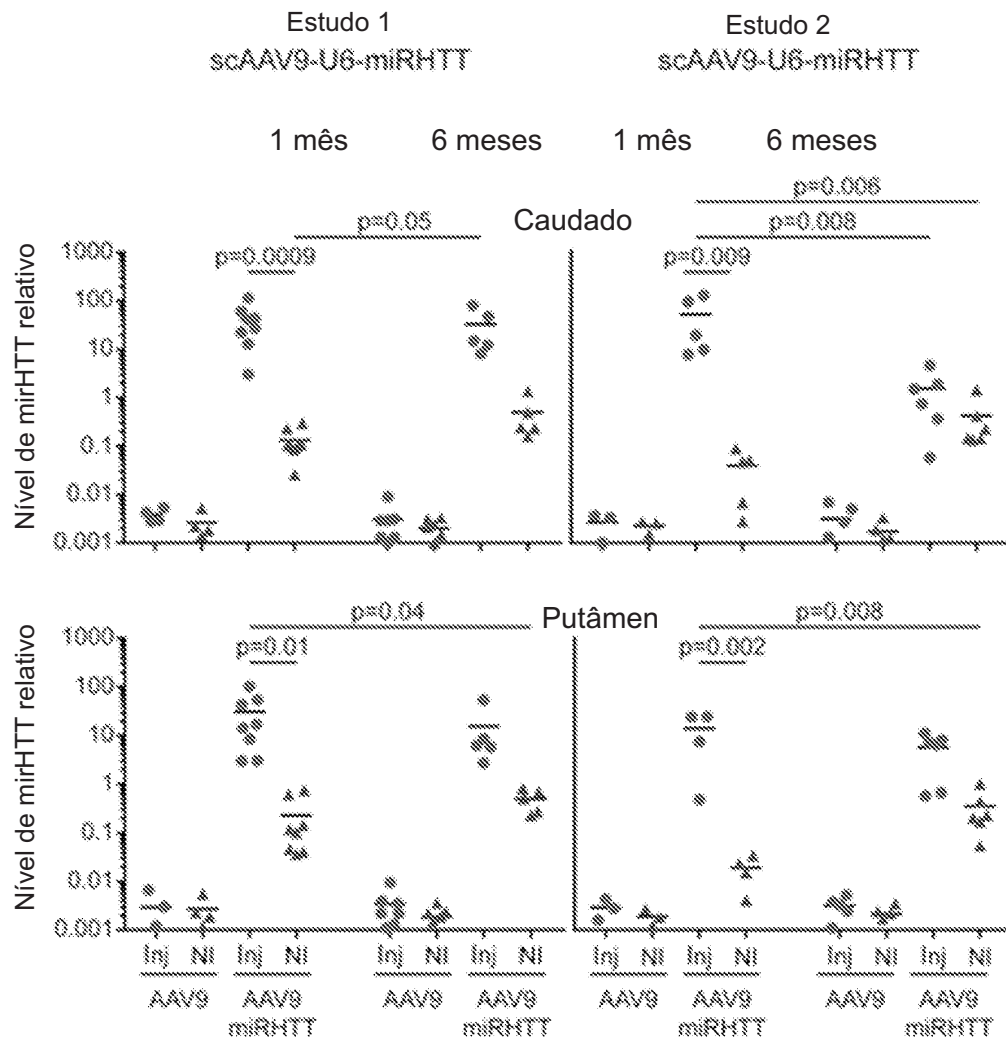 Estudo 1
scAAV9-U6-miRHTT
Estudo 2
scAAV9-U6-miRHTT
1 mês
6 meses
1 mês
6 meses
p=0.006
p=0.05
Caudado
p=0.008
p=0.0009
p=0.009
Nível de mirHTT relativo
1000
100
10
1
0.1
0.01
0.001
p=0.04
Putâmen
p=0.008
p=0.01
p=0.002
Nível de mirHTT relativo
1000
100
10
1
0.1
0.01
0.001
Inj NI Inj NI Inj NI Inj NI Inj NI Inj NI Inj NI Inj NI
AAV9 AAV9 AAV9 AAV9 AAV9 AAV9 AAV9 AAV9
miRHTT miRHTT miRHTT miRHTT